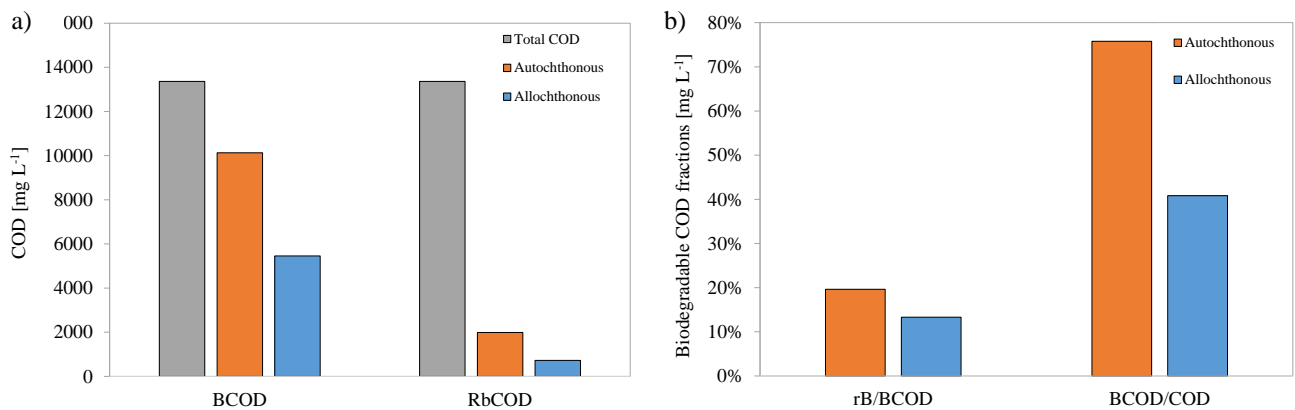 a)
000
14000
12000
10000
8000
6000
4000
2000
000
COD [mg L-1]
Total COD
Autochthonous
Allochthonous
BCOD
RbCOD
b)
80%
70%
60%
50%
40%
30%
20%
10%
0%
Biodegradable COD fractions [mg L-1]
Autochthonous
Allochthonous
rB/BCOD
BCOD/COD